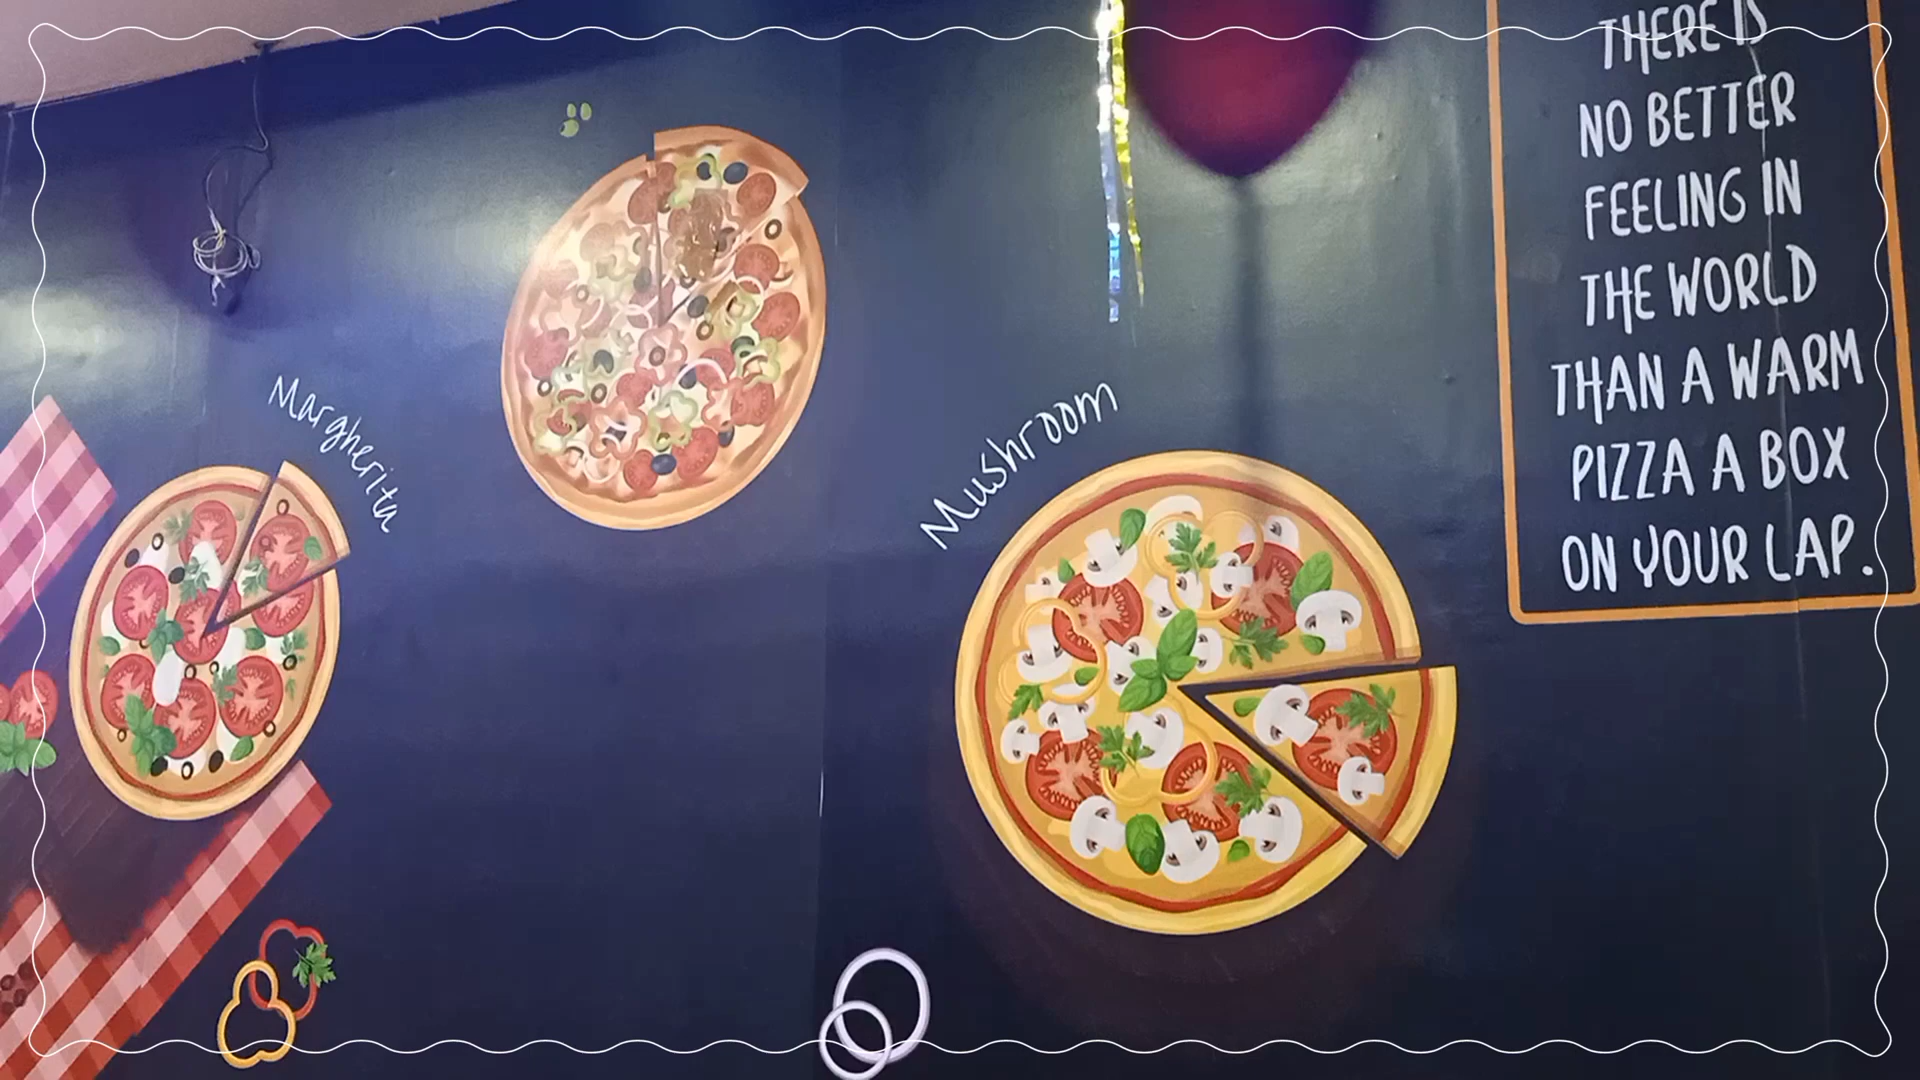 Margherita
Mushroom
THERE IS
NO BETTER
FEELING IN
THE WORLD
THAN A WARM
PIZZA A BOX
ON YOUR LAP.